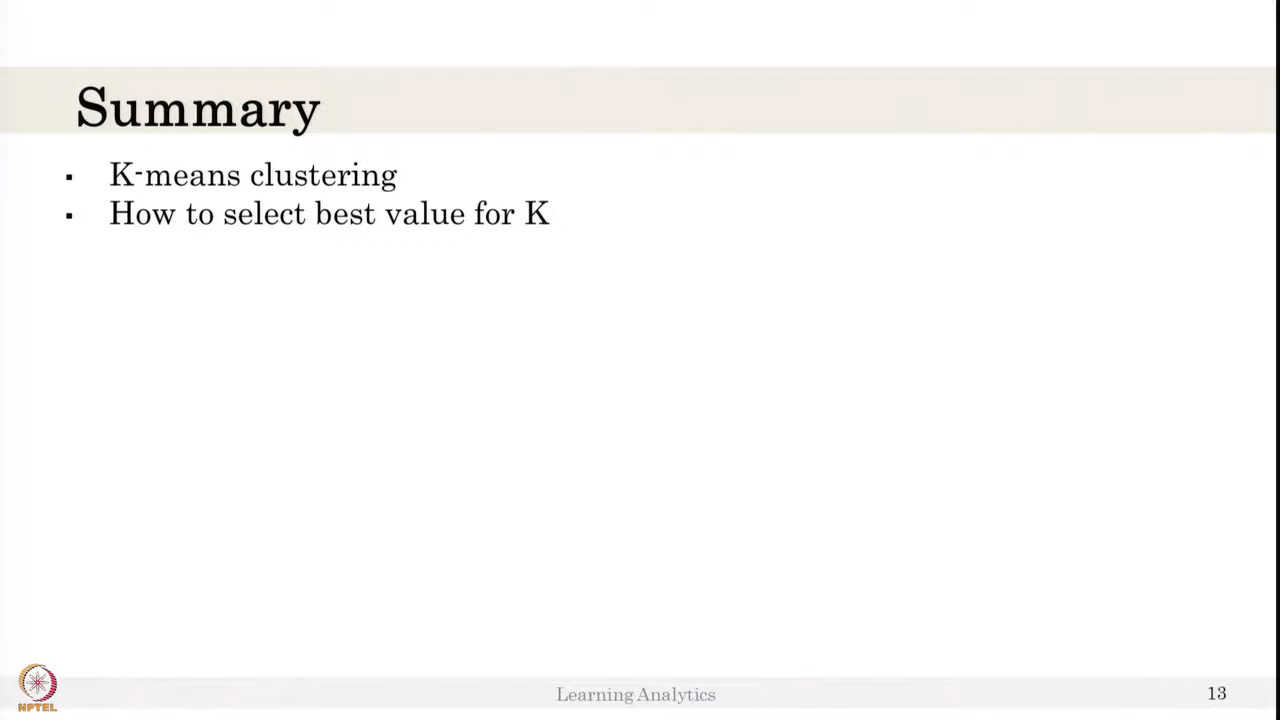 Summary
▪ K-means clustering
▪ How to select best value for K
NPTEL
Learning Analytics
13